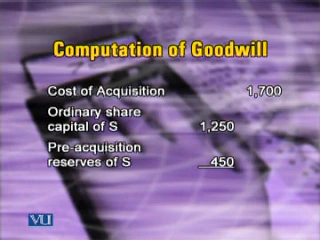 Computation of Goodwill
Cost of Acquisition 1,700
Ordinary share
capital of S 1,250
Pre-acquisition
reserves of S 450
VU